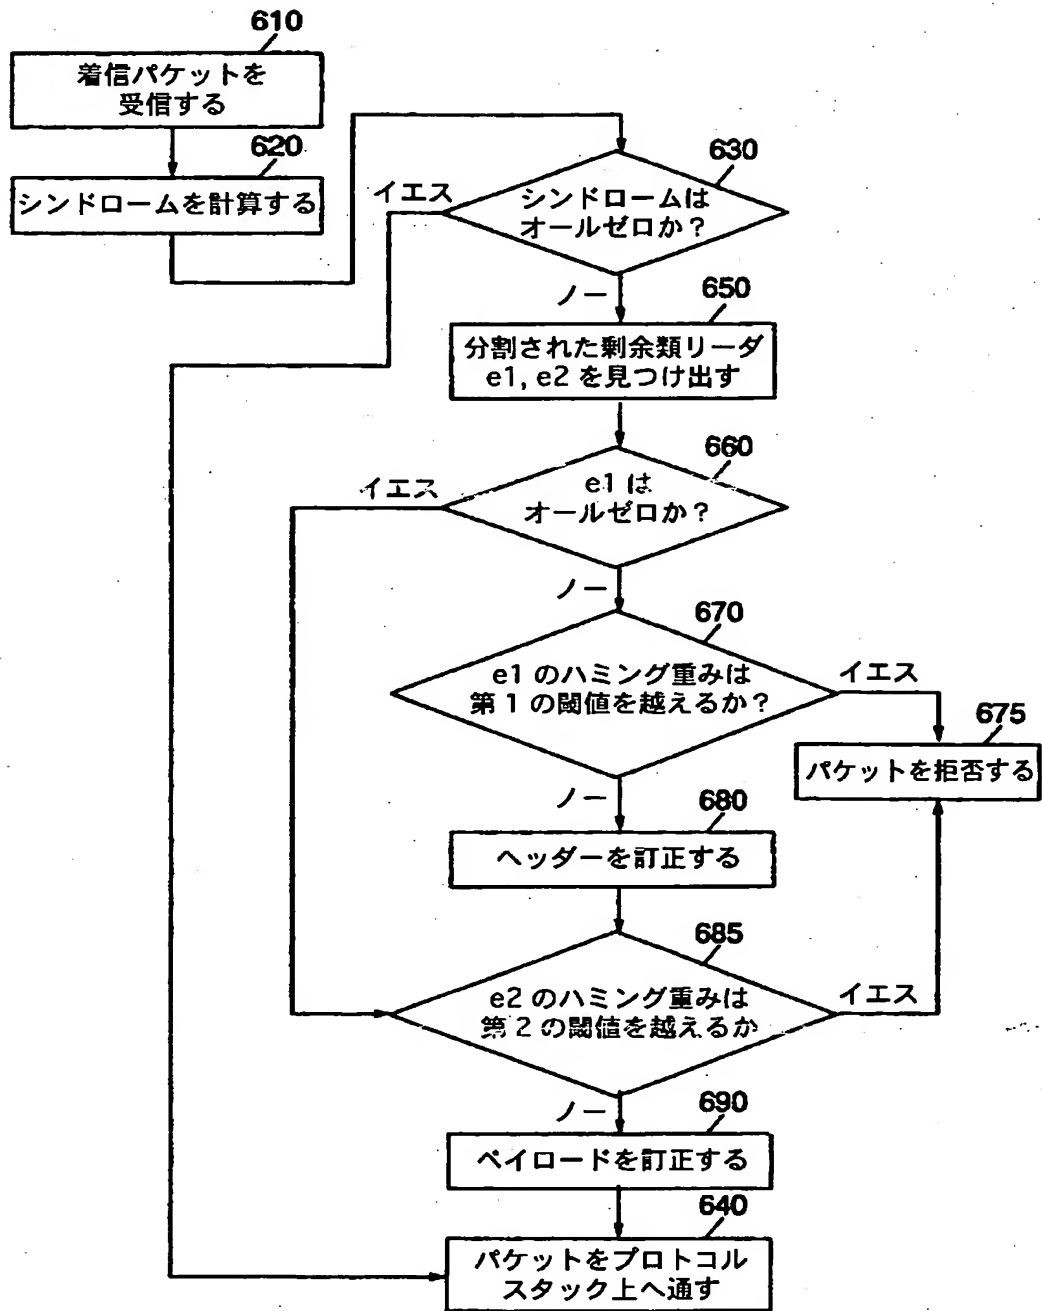 610
着信パケットを
受信する
620
シンドロームを計算する
630
シンドロームは
オールゼロか?
イエス
ノー
650
分割された剰余類リーダ
e1, e2 を見つけ出す
660
e1 は
オールゼロか?
イエス
ノー
670
e1 のハミング重みは
第1の閾値を越えるか?
イエス
675
パケットを拒否する
ノー
680
ヘッダーを訂正する
685
e2 のハミング重みは
第2の閾値を越えるか
イエス
ノー
690
ペイロードを訂正する
640
パケットをプロトコル
スタック上へ通す